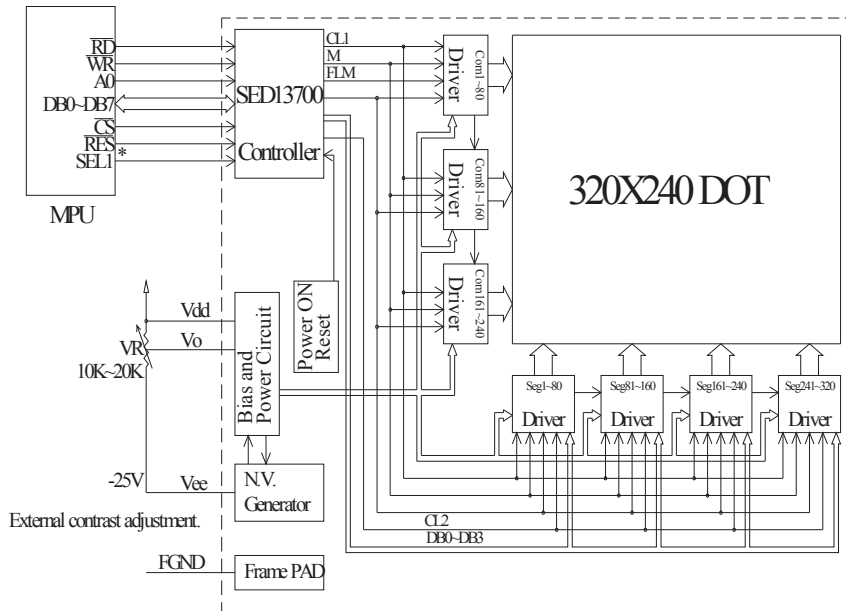 RD
WR
A0
DB0~DB7
CS
RES
SEL1 *
MPU
SED13700
Controller
CL1
M
FLM
Driver
Com1~80
Driver
Com81~160
Driver
Com161~240
320X240 DOT
Vdd
Vo
VR
10K~20K
Bias and
Power Circuit
Power ON
Reset
-25V
Vee
N.V.
Generator
External contrast adjustment.
FGND
Frame PAD
Seg1~80
Driver
Seg81~160
Driver
Seg161~240
Driver
Seg241~320
Driver
CL2
DB0~DB3